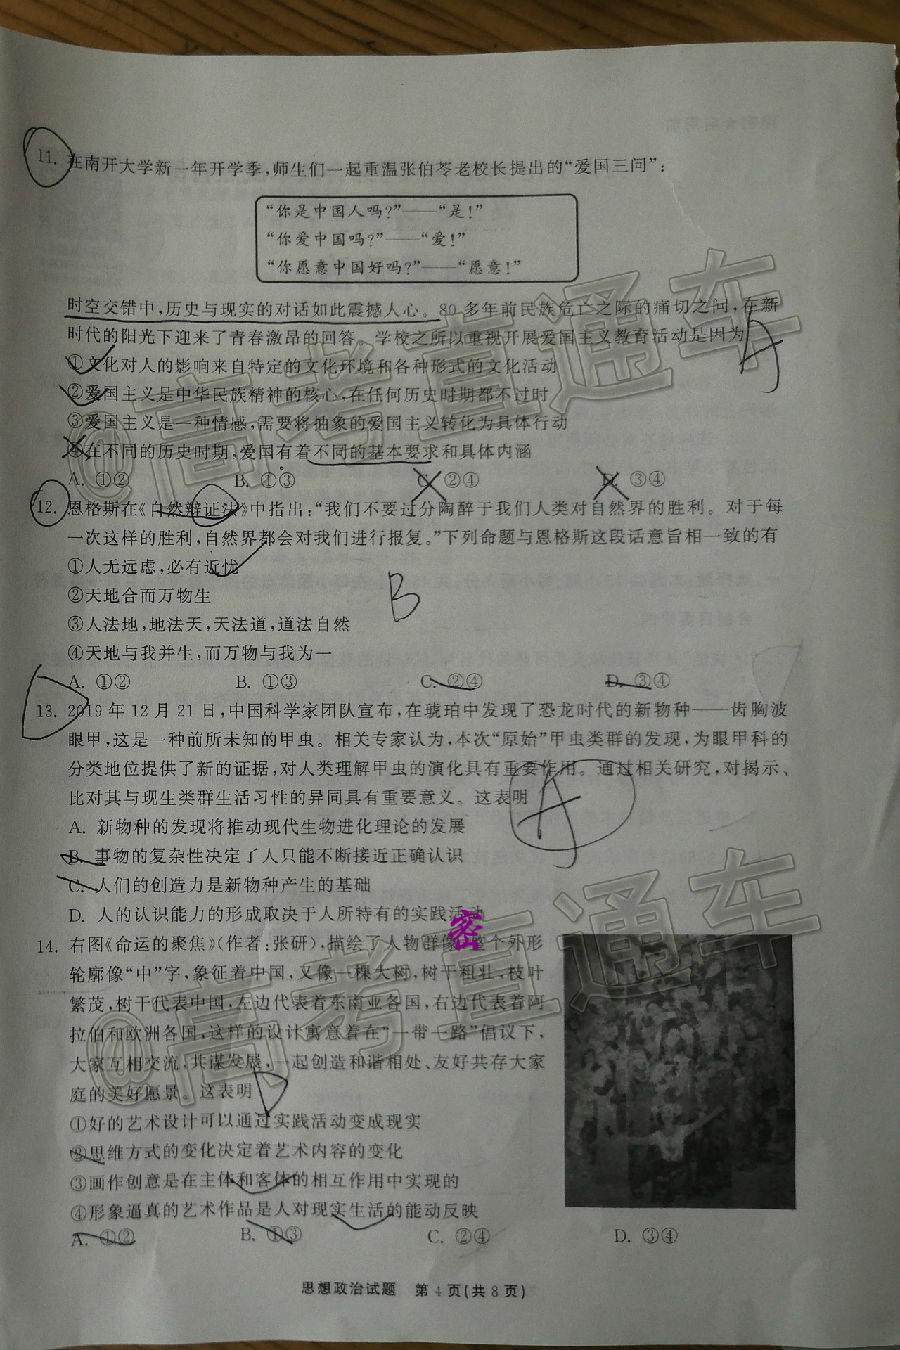 11. 在南开大学新一年开学季,师生们一起重温张伯苓老校长提出的“爱国三问”:
“你是中国人吗?”——“是!”
“你爱中国吗?”——“爱!”
“你愿意中国好吗?”——“愿意!”
时空交错中,历史与现实的对话如此震撼人心。80多年前民族危亡之际的痛切之问,在新
时代的阳光下迎来了青春激昂的回答。学校之所以重视开展爱国主义教育活动是因为
A
①文化对人的影响来自特定的文化环境和各种形式的文化活动
②爱国主义是中华民族精神的核心,在任何历史时期都不过时
③爱国主义是一种情感,需要将抽象的爱国主义转化为具体行动
④在不同的历史时期,爱国有着不同的基本要求和具体内涵
A. ①② B. ①③ C. ②④ D. ③④
12. 恩格斯在《自然辩证法》中指出:“我们不要过分陶醉于我们人类对自然界的胜利。对于每
一次这样的胜利,自然界都会对我们进行报复。”下列命题与恩格斯这段话意旨相一致的有
①人无远虑,必有近忧
②天地合而万物生
B
③人法地,地法天,天法道,道法自然
④天地与我并生,而万物与我为一
A. ①② B. ①③ C. ②④ D. ③④
13. 2019年12月21日,中国科学家团队宣布,在琥珀中发现了恐龙时代的新物种——齿胸波
眼甲,这是一种前所未知的甲虫。相关专家认为,本次“原始”甲虫类群的发现,为眼甲科的
分类地位提供了新的证据,对人类理解甲虫的演化具有重要作用。通过相关研究,对揭示、
比对其与现生类群生活习性的异同具有重要意义。这表明
A
A. 新物种的发现将推动现代生物进化理论的发展
B. 事物的复杂性决定了人只能不断接近正确认识
C. 人们的创造力是新物种产生的基础
D. 人的认识能力的形成取决于人所特有的实践活动
密
14. 右图《命运的聚焦》(作者:张研),描绘了人物群像,整个外形
轮廓像“中”字,象征着中国,又像一棵大树,树干粗壮,枝叶
繁茂,树干代表中国,左边代表着东南亚各国,右边代表着阿
拉伯和欧洲各国,这样的设计寓意着在“一带一路”倡议下,
大家互相交流,共谋发展,一起创造和谐相处、友好共存大家
庭的美好愿景。这表明
D
①好的艺术设计可以通过实践活动变成现实
②思维方式的变化决定着艺术内容的变化
③画作创意是在主体和客体的相互作用中实现的
④形象逼真的艺术作品是人对现实生活的能动反映
A. ①② B. ①③ C. ②④ D. ③④
思想政治试题 第4页(共8页)
@高考直通车
@高考直通车